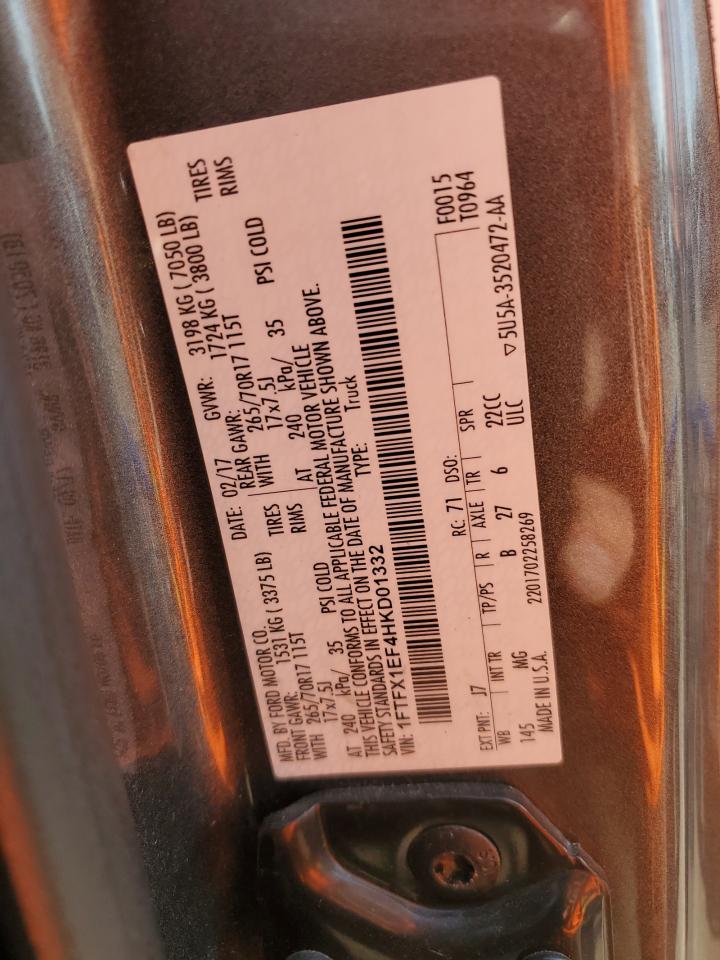 MFD. BY FORD MOTOR CO. DATE: 02/17 GVWR: 3198 KG ( 7050 LB)
FRONT GAWR: 1531 KG ( 3375 LB) REAR GAWR: 1724 KG ( 3800 LB)
WITH 265/70R17 115T TIRES WITH 265/70R17 115T TIRES
17x7.5J RIMS 17x7.5J RIMS
AT 240 kPa/ 35 PSI COLD AT 240 kPa/ 35 PSI COLD
THIS VEHICLE CONFORMS TO ALL APPLICABLE FEDERAL MOTOR VEHICLE
SAFETY STANDARDS IN EFFECT ON THE DATE OF MANUFACTURE SHOWN ABOVE.
VIN: 1FTFX1EF4HKD01332 TYPE: Truck
F0015
T0964
EXT PNT: J7 RC: 71 DSO:
WB INT TR TP/PS R AXLE TR SPR
145 MG B 27 6 22CC
ULC
MADE IN U.S.A. 2201702258269 ▽5U5A-3520472-AA